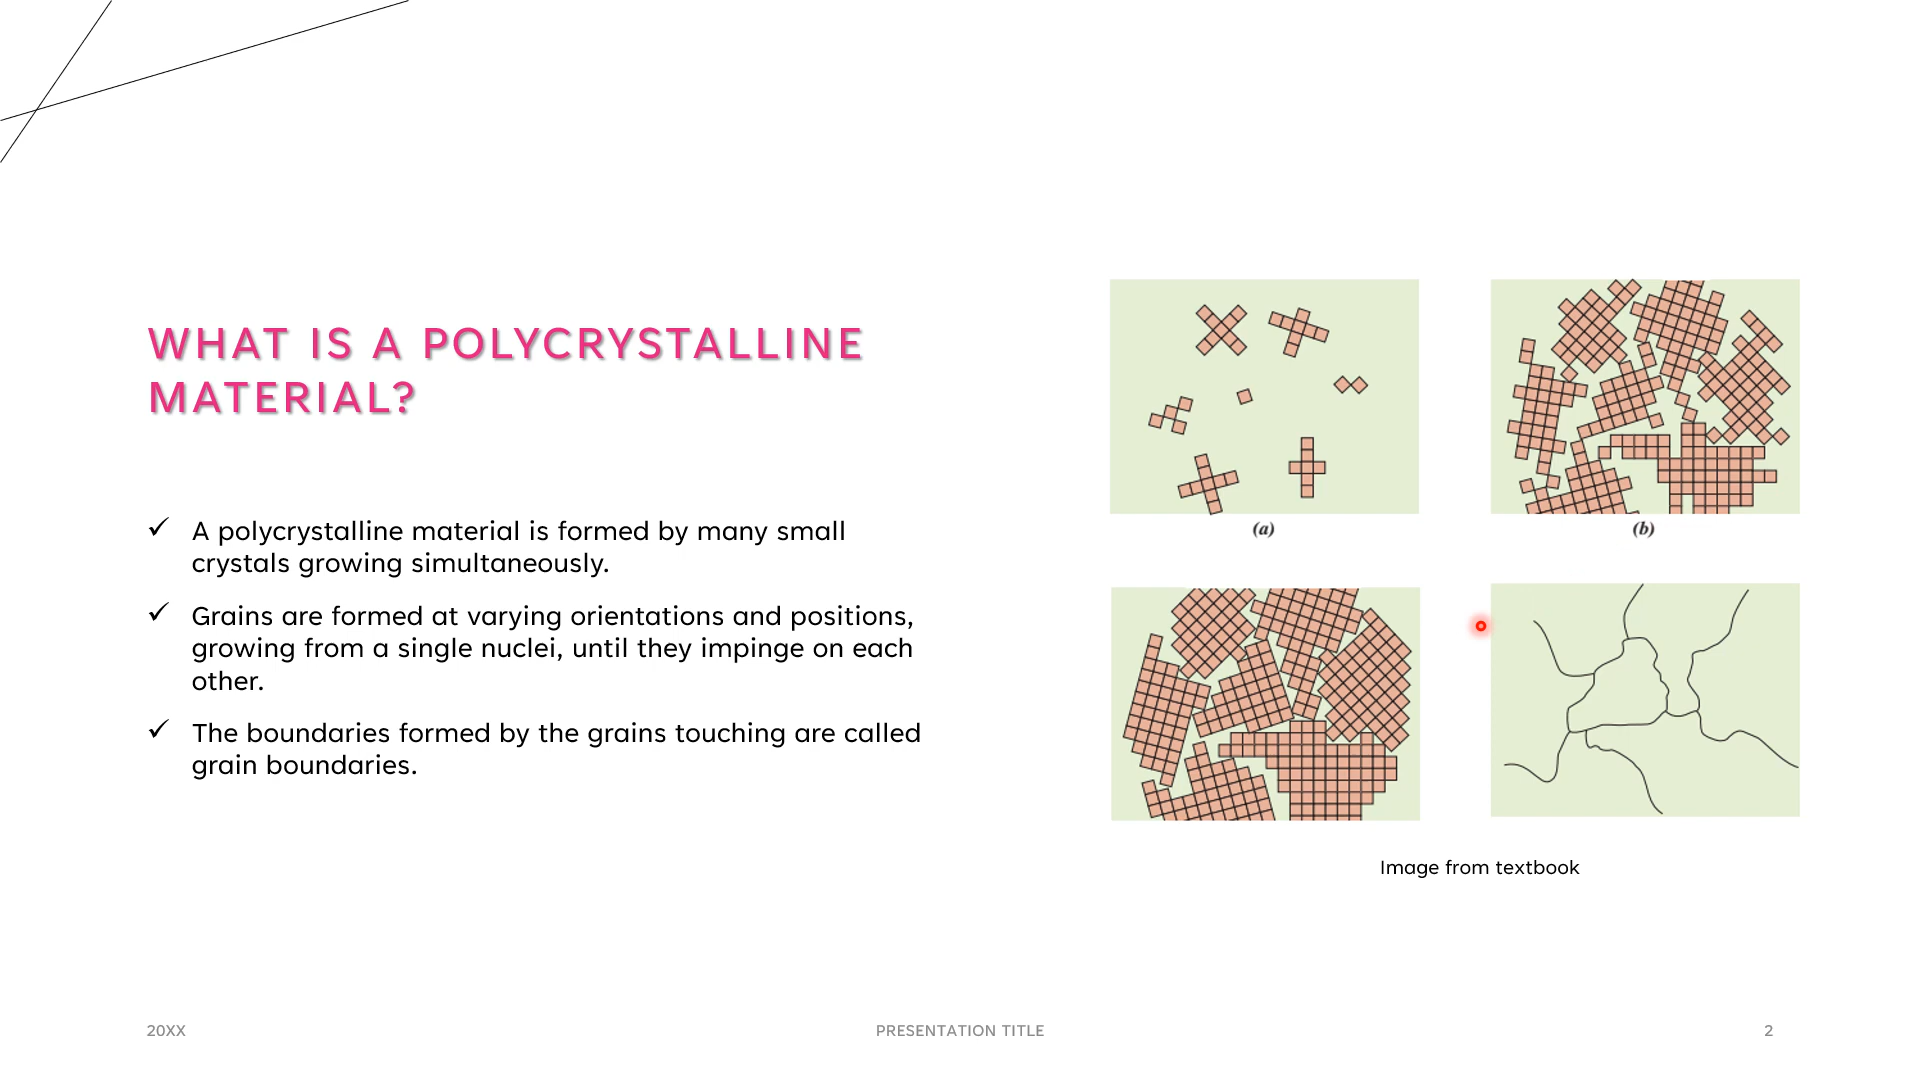 WHAT IS A POLYCRYSTALLINE
MATERIAL?
✓ A polycrystalline material is formed by many small
crystals growing simultaneously.
✓ Grains are formed at varying orientations and positions,
growing from a single nuclei, until they impinge on each
other.
✓ The boundaries formed by the grains touching are called
grain boundaries.
(a)
(b)
Image from textbook
20XX
PRESENTATION TITLE
2